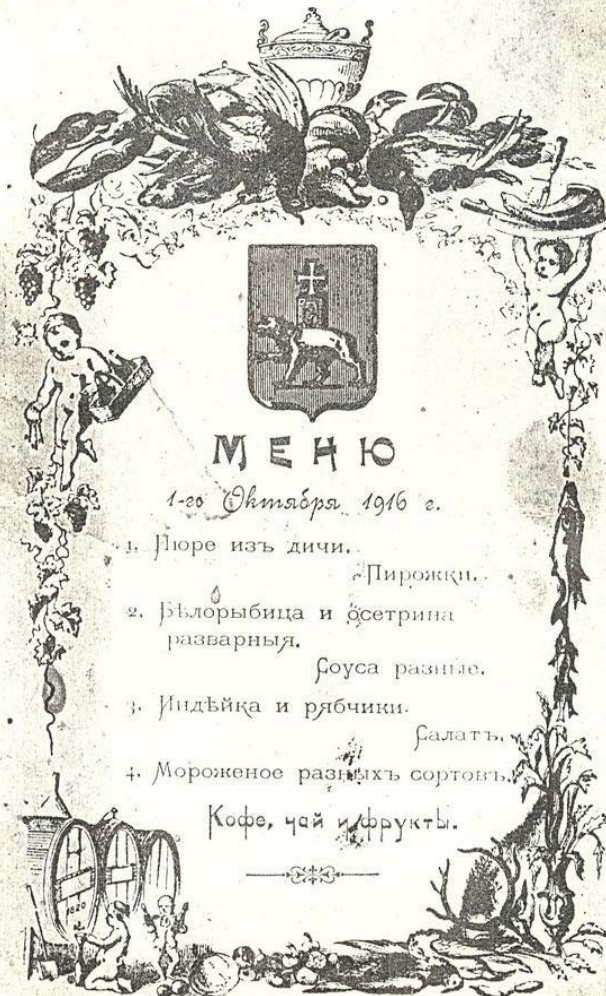 МЕНЮ
1-го Октября 1916 г.
1. Пюре изъ дичи.
Пирожки.
2. Бѣлорыбица и осетрина
разварныя.
Соуса разные.
3. Индѣйка и рябчики.
Салатъ.
4. Мороженое разныхъ сортовъ.
Кофе, чай и фрукты.
1820